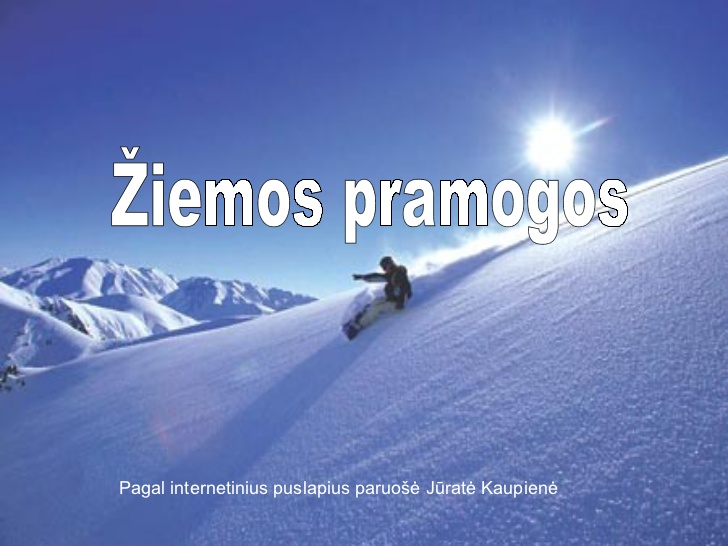 Žiemos pramogos
Pagal internetinius puslapius paruošė Jūratė Kaupienė